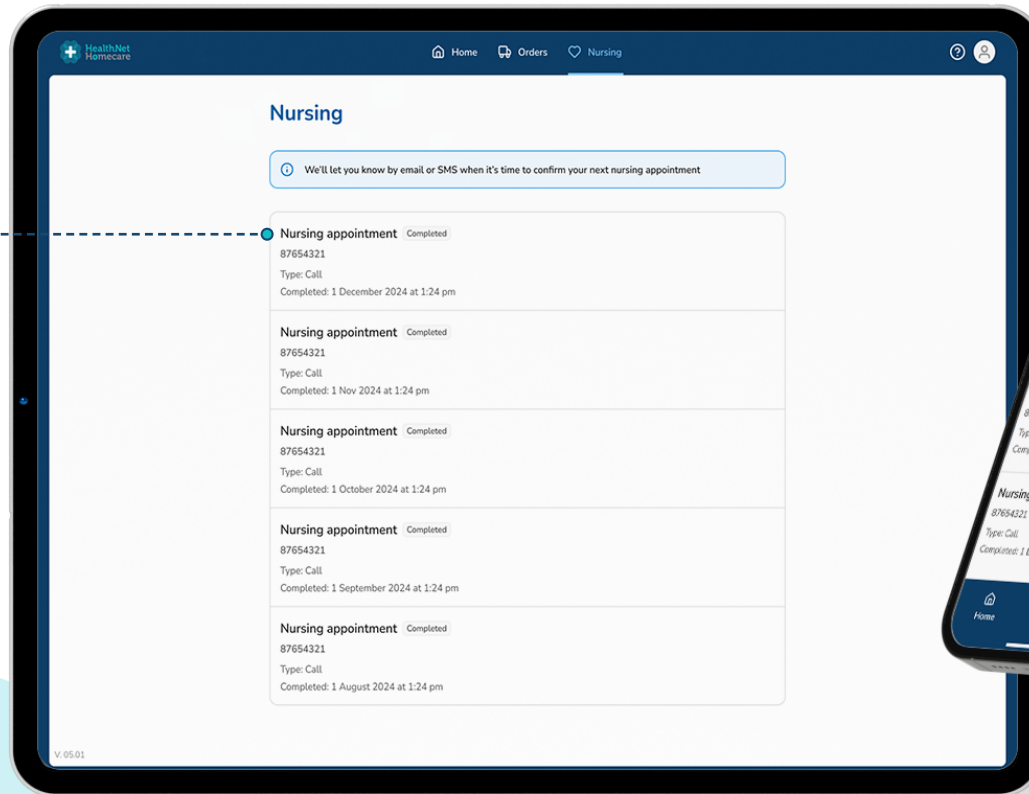 HealthNet
Homecare
Home
Orders
Nursing
Nursing
We'll let you know by email or SMS when it's time to confirm your next nursing appointment
Nursing appointment Completed
87654321
Type: Call
Completed: 1 December 2024 at 1:24 pm
Nursing appointment Completed
87654321
Type: Call
Completed: 1 Nov 2024 at 1:24 pm
Nursing appointment Completed
87654321
Type: Call
Completed: 1 October 2024 at 1:24 pm
Nursing appointment Completed
87654321
Type: Call
Completed: 1 September 2024 at 1:24 pm
Nursing appointment Completed
87654321
Type: Call
Completed: 1 August 2024 at 1:24 pm
V. 05.01
Nursing
87654321
Type: Call
Completed: 1
Home